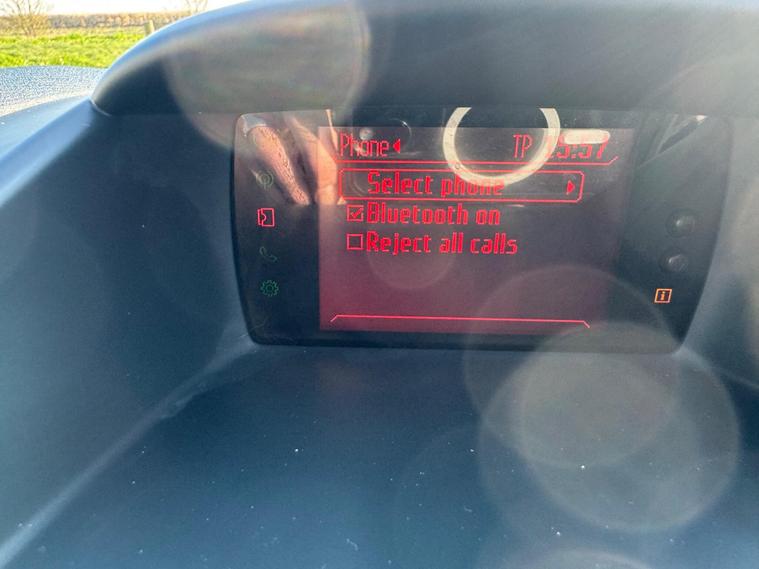 Phone TP
Select phone
Bluetooth on
Reject all calls